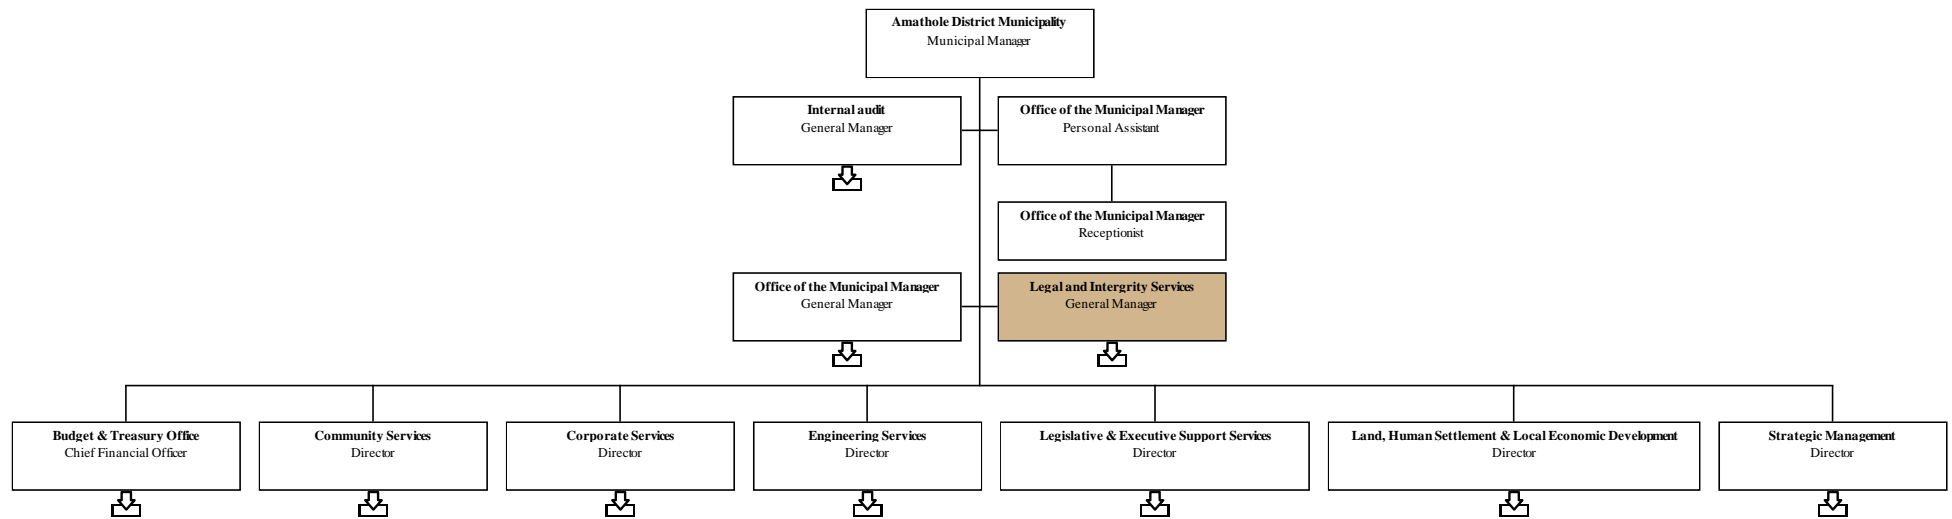 Amathole District Municipality
Municipal Manager
Internal audit
General Manager
Office of the Municipal Manager
Personal Assistant
Office of the Municipal Manager
Receptionist
Office of the Municipal Manager
General Manager
Legal and Intergrity Services
General Manager
Budget & Treasury Office
Chief Financial Officer
Community Services
Director
Corporate Services
Director
Engineering Services
Director
Legislative & Executive Support Services
Director
Land, Human Settlement & Local Economic Development
Director
Strategic Management
Director